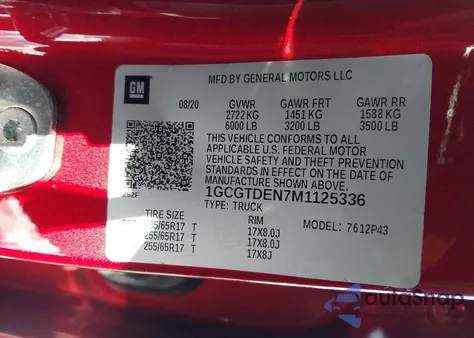 MFD BY GENERAL MOTORS LLC
GM
08/20 GVWR GAWR FRT GAWR RR
2722 KG 1451 KG 1588 KG
6000 LB 3200 LB 3500 LB
THIS VEHICLE CONFORMS TO ALL
APPLICABLE U.S. FEDERAL MOTOR
VEHICLE SAFETY AND THEFT PREVENTION
STANDARDS IN EFFECT ON THE DATE OF
MANUFACTURE SHOWN ABOVE.
1GCGTDEN7M1125336
TYPE: TRUCK
TIRE SIZE RIM MODEL: 7612P43
255/65R17 T 17X8.0J
255/65R17 T 17X8.0J
255/65R17 T 17X8J
autosnap